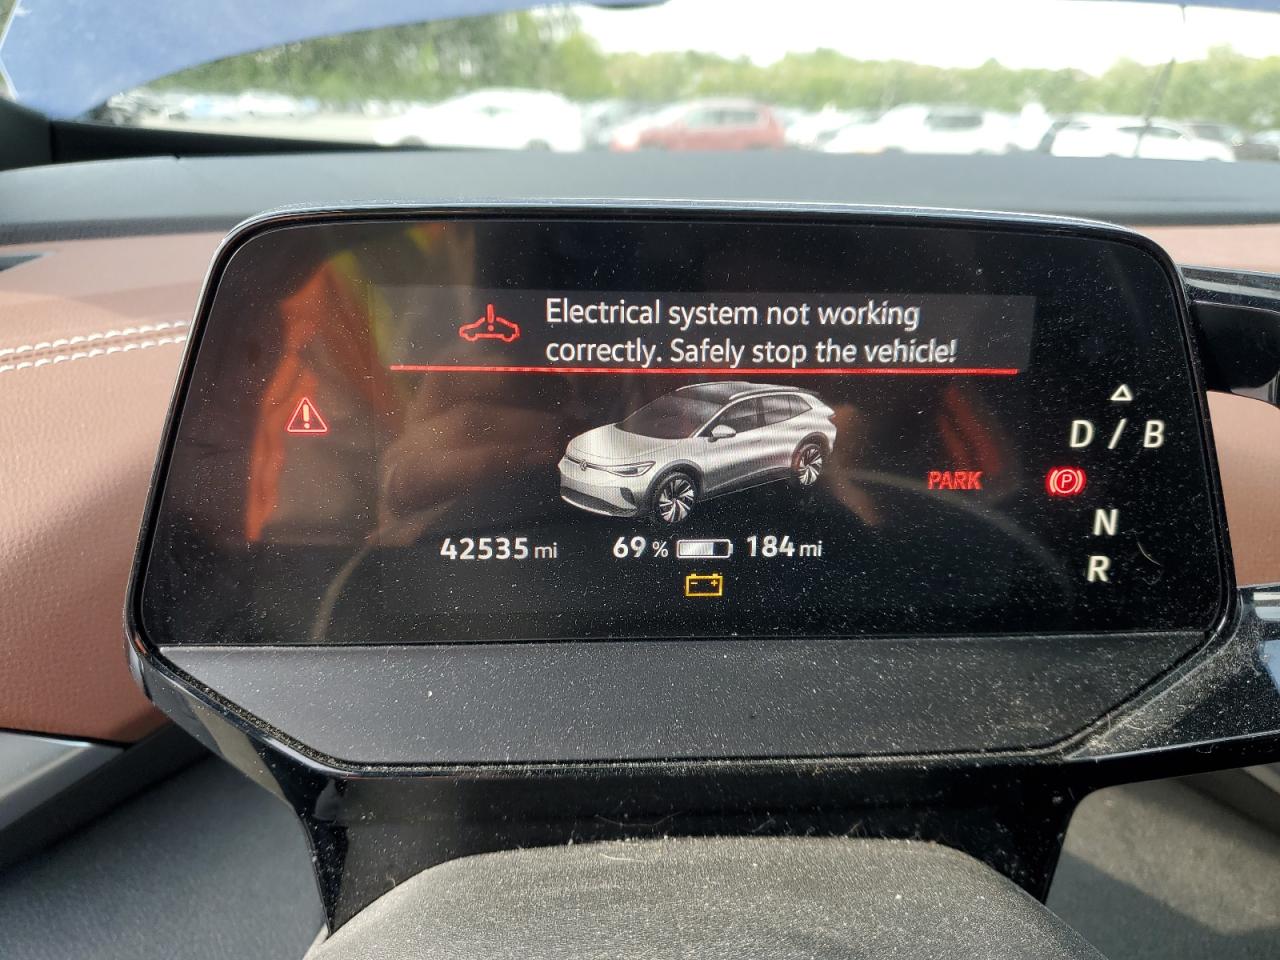 Electrical system not working
correctly. Safely stop the vehicle!
D / B
PARK
P
N
R
42535 mi
69 %
184 mi